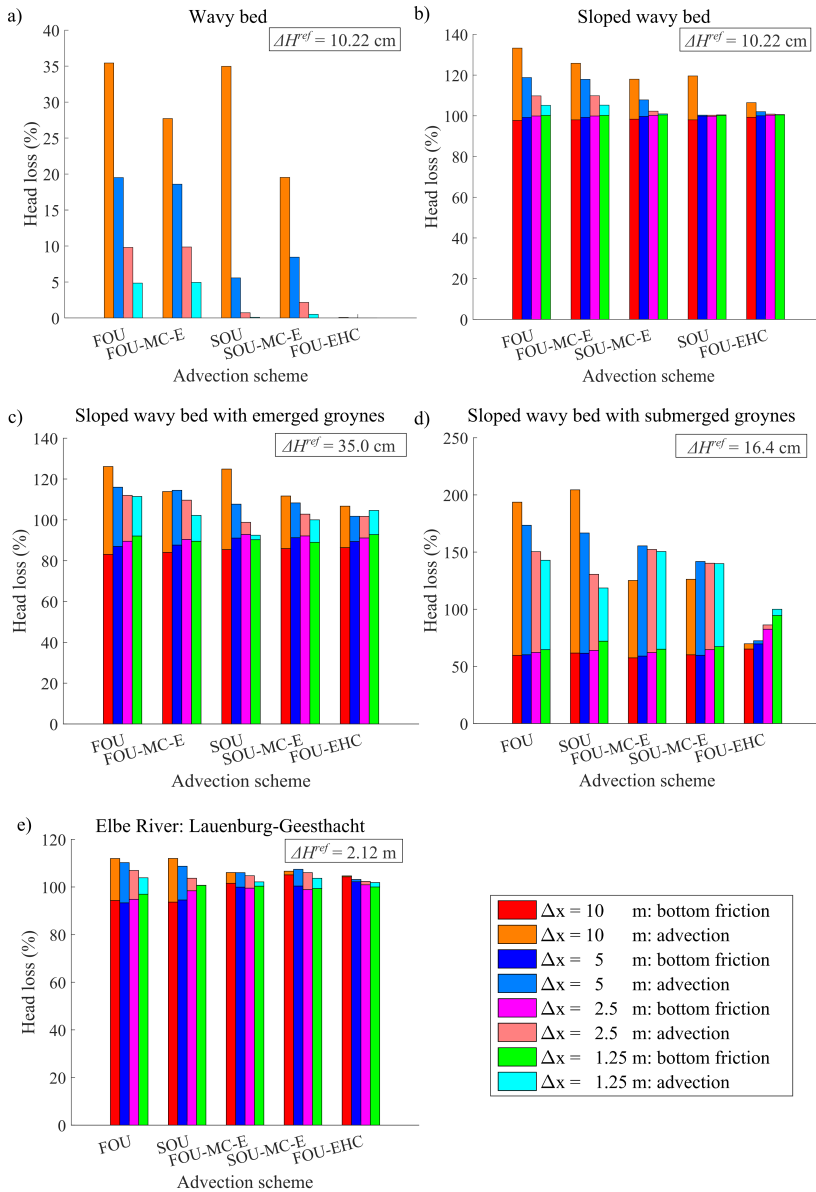 a)
Wavy bed
ΔH^ref = 10.22 cm
40
35
30
25
20
15
10
5
0
Head loss (%)
FOU
FOU-MC-E
SOU
SOU-MC-E
FOU-EHC
Advection scheme
b)
Sloped wavy bed
ΔH^ref = 10.22 cm
140
120
100
80
60
40
20
0
Head loss (%)
FOU
FOU-MC-E
SOU-MC-E
SOU
FOU-EHC
Advection scheme
c)
Sloped wavy bed with emerged groynes
ΔH^ref = 35.0 cm
140
120
100
80
60
40
20
0
Head loss (%)
FOU
FOU-MC-E
SOU
SOU-MC-E
FOU-EHC
Advection scheme
d)
Sloped wavy bed with submerged groynes
ΔH^ref = 16.4 cm
250
200
150
100
50
0
Head loss (%)
FOU
SOU
FOU-MC-E
SOU-MC-E
FOU-EHC
Advection scheme
e)
Elbe River: Lauenburg-Geesthacht
ΔH^ref = 2.12 m
120
100
80
60
40
20
0
Head loss (%)
FOU
SOU
FOU-MC-E
SOU-MC-E
FOU-EHC
Advection scheme
Δx = 10 m: bottom friction
Δx = 10 m: advection
Δx = 5 m: bottom friction
Δx = 5 m: advection
Δx = 2.5 m: bottom friction
Δx = 2.5 m: advection
Δx = 1.25 m: bottom friction
Δx = 1.25 m: advection